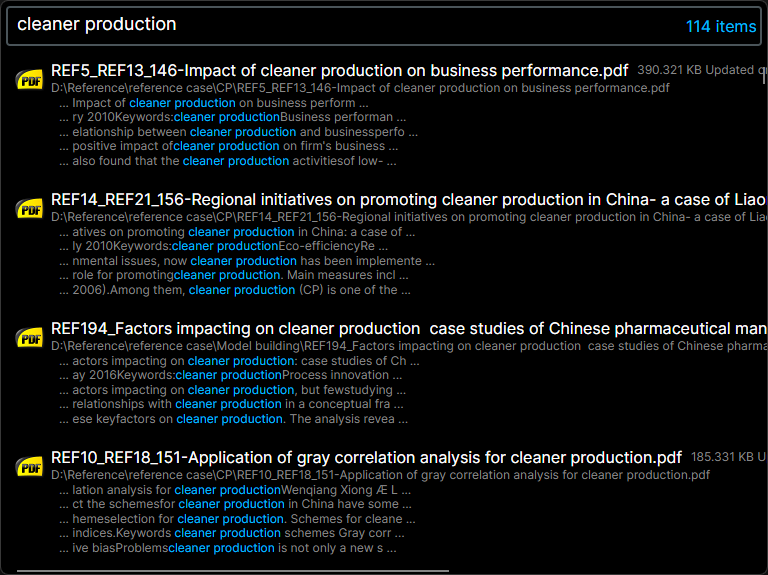 cleaner production
114 items
REF5_REF13_146-Impact of cleaner production on business performance.pdf 390.321 KB Updated
D:\Reference\reference case\CP\REF5_REF13_146-Impact of cleaner production on business performance.pdf
... Impact of cleaner production on business perform ...
... ry 2010Keywords:cleaner productionBusiness performan ...
... elationship between cleaner production and businessperfo ...
... positive impact ofcleaner production on firm's business ...
... also found that the cleaner production activitiesof low- ...
PDF
REF14_REF21_156-Regional initiatives on promoting cleaner production in China- a case of Liao
D:\Reference\reference case\CP\REF14_REF21_156-Regional initiatives on promoting cleaner production in China- a case of Liao
... atives on promoting cleaner production in China: a case of ...
... ly 2010Keywords:cleaner productionEco-efficiencyRe ...
... nmental issues, now cleaner production has been implemente ...
... role for promotingcleaner production. Main measures incl ...
... 2006).Among them, cleaner production (CP) is one of the ...
PDF
REF194_Factors impacting on cleaner production  case studies of Chinese pharmaceutical man
D:\Reference\reference case\Model building\REF194_Factors impacting on cleaner production  case studies of Chinese pharma
... actors impacting on cleaner production: case studies of Ch ...
... ay 2016Keywords:cleaner productionProcess innovation ...
... actors impacting on cleaner production, but fewstudying ...
... relationships with cleaner production in a conceptual fra ...
... ese keyfactors on cleaner production. The analysis revea ...
PDF
REF10_REF18_151-Application of gray correlation analysis for cleaner production.pdf 185.331 KB U
D:\Reference\reference case\CP\REF10_REF18_151-Application of gray correlation analysis for cleaner production.pdf
... lation analysis for cleaner productionWenqiang Xiong Æ L ...
... ct the schemesfor cleaner production in China have some ...
... hemeselection for cleaner production. Schemes for cleane ...
... indices.Keywords cleaner production schemes Gray corr ...
... ive biasProblemscleaner production is not only a new s ...
PDF